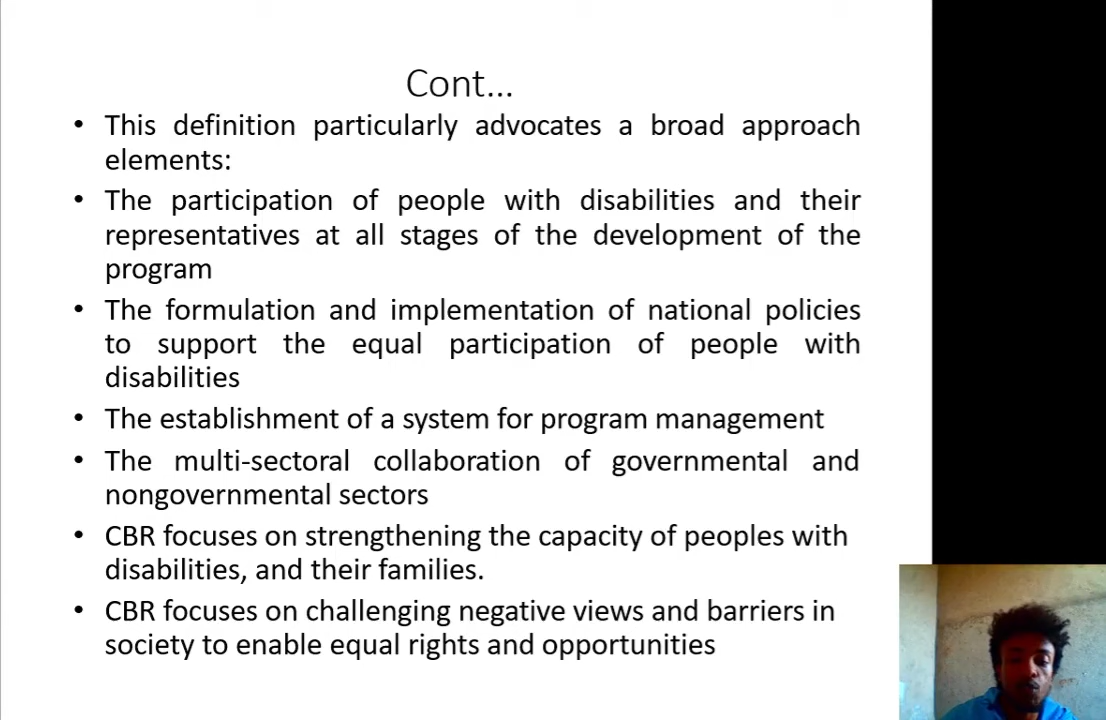 Cont...
• This definition particularly advocates a broad approach
elements:
• The participation of people with disabilities and their
representatives at all stages of the development of the
program
• The formulation and implementation of national policies
to support the equal participation of people with
disabilities
• The establishment of a system for program management
• The multi-sectoral collaboration of governmental and
nongovernmental sectors
• CBR focuses on strengthening the capacity of peoples with
disabilities, and their families.
• CBR focuses on challenging negative views and barriers in
society to enable equal rights and opportunities